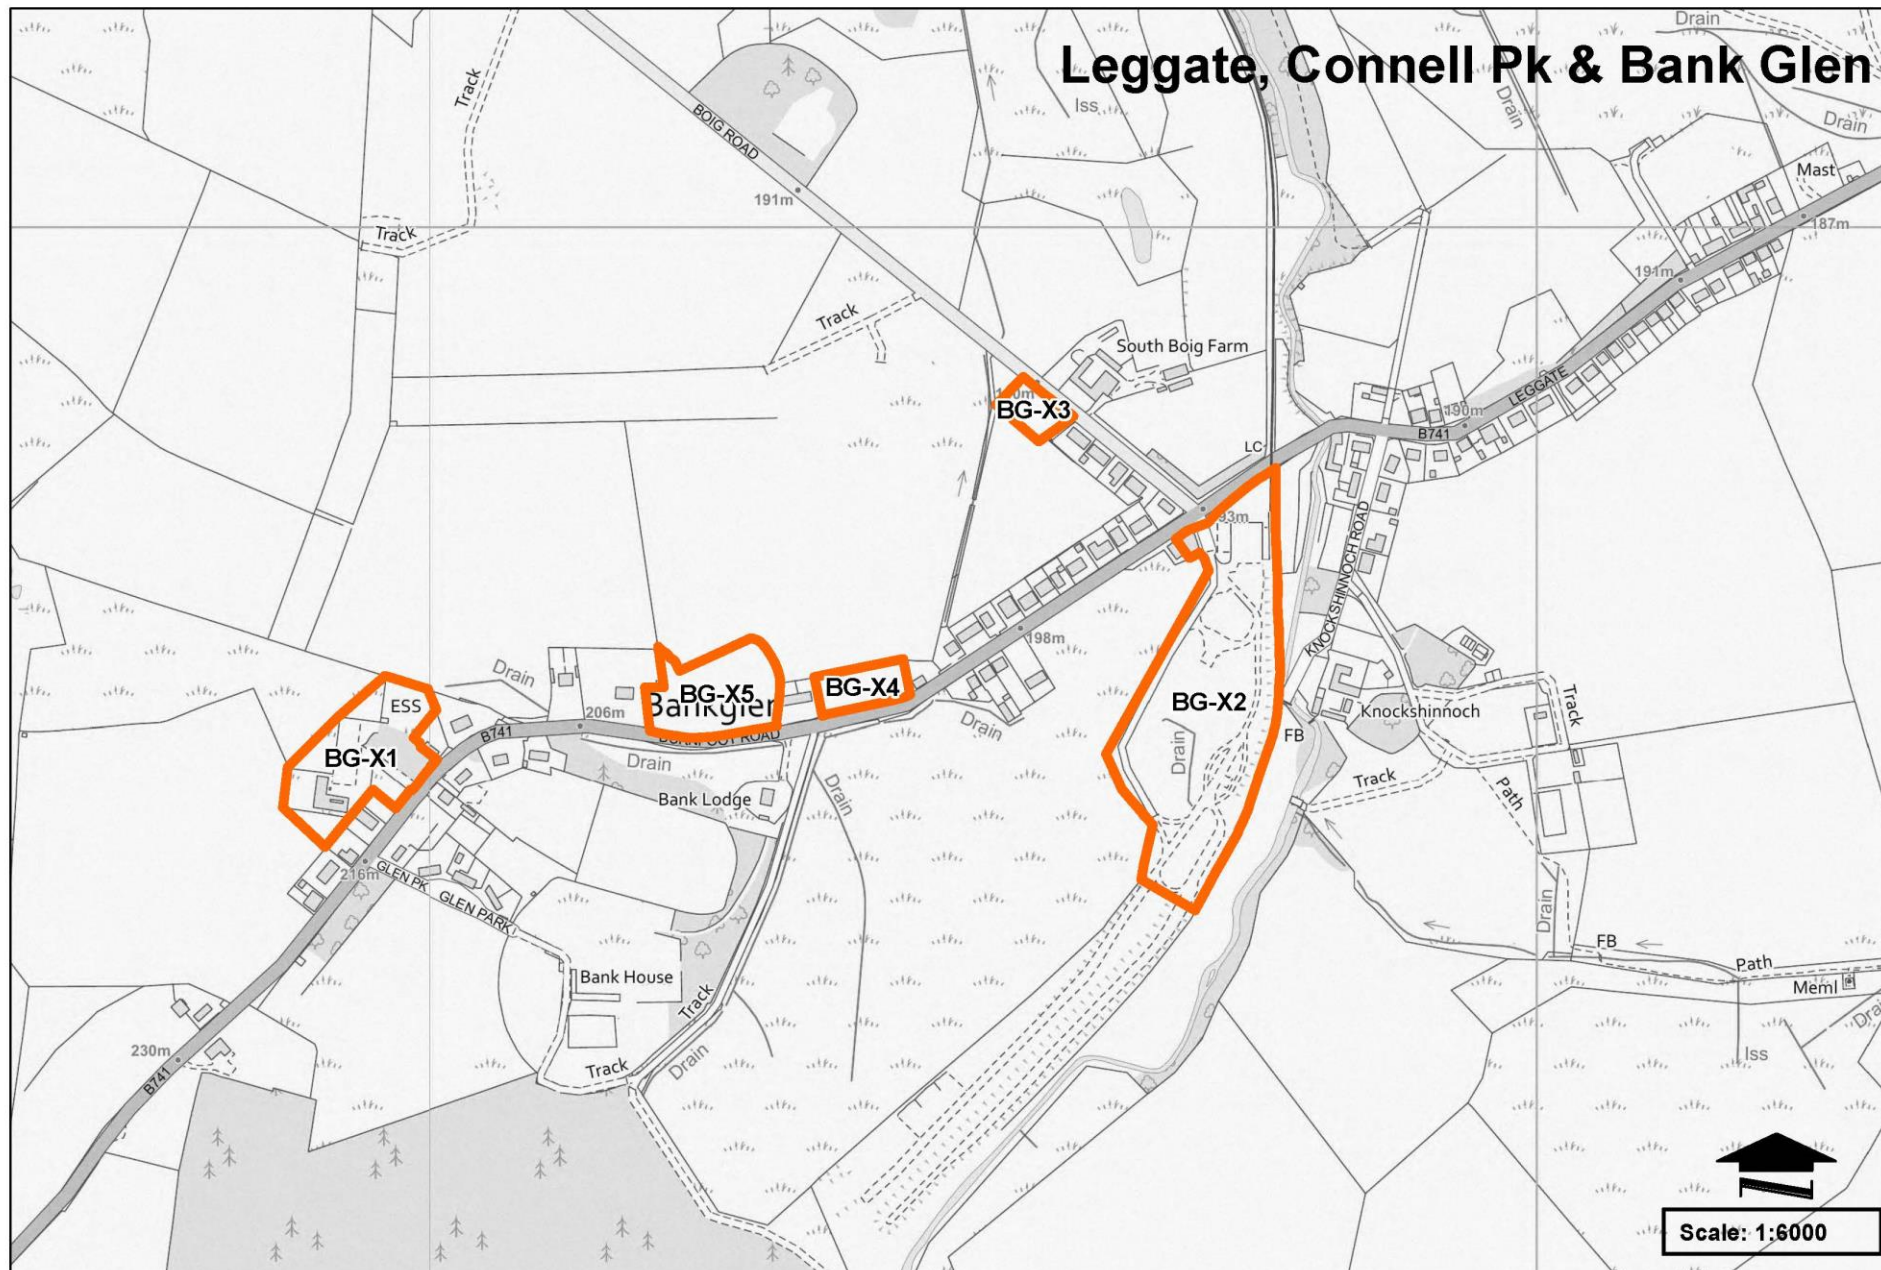 Drain
Leggate, Connell Pk & Bank Glen
Track
Iss
Drain
Drain
Drain
BOIG ROAD
Mast
191m
187m
Track
191m
Track
South Boig Farm
LEGGATE
BG-X3
190m
B741
LC
KNOCKSHINNOCH ROAD
198m
Drain
BG-X5
BG-X4
BG-X2
ESS
206m
B741
Drain
Knockshinnoch
Track
FB
BG-X1
Drain
Drain
Drain
Track
Path
Bank Lodge
216m
GLEN PK
GLEN PARK
Drain
FB
Path
Bank House
Meml
Track
230m
Track
Drain
Iss
B741
Scale: 1:6000